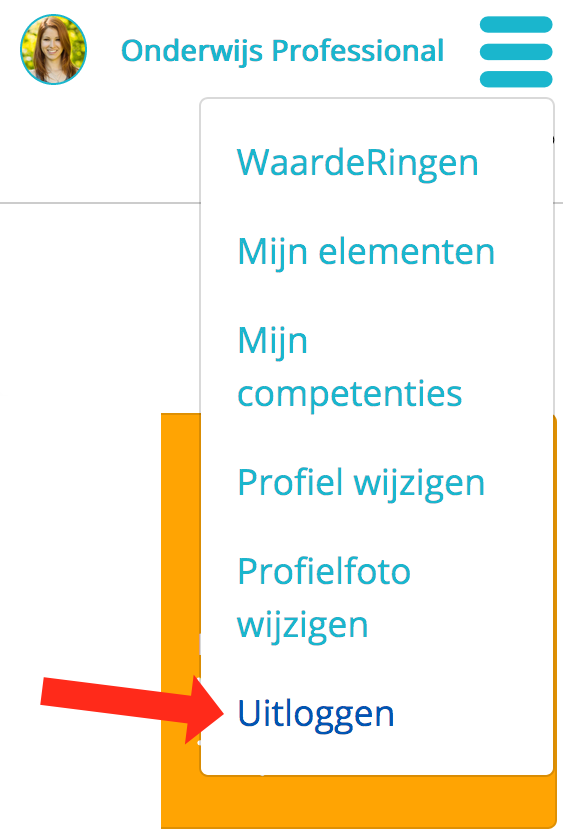 Onderwijs Professional
WaardeRingen
Mijn elementen
Mijn
competenties
Profiel wijzigen
Profielfoto
wijzigen
Uitloggen